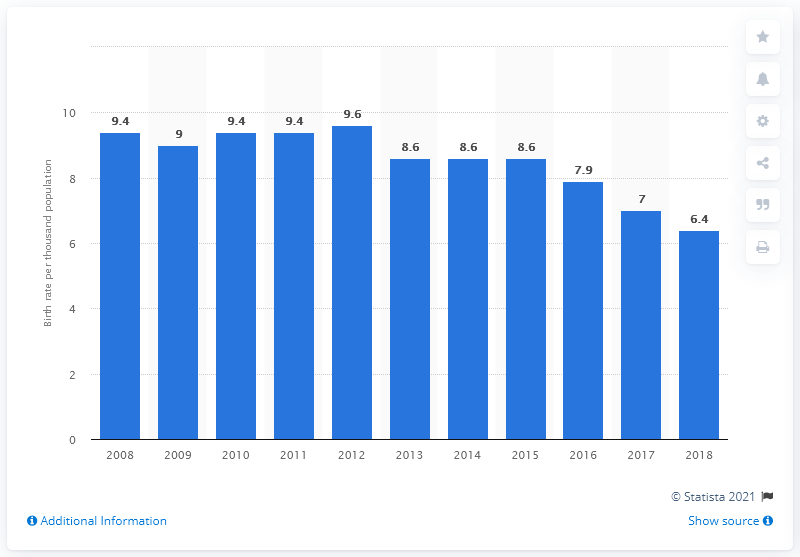 Birth rate per thousand population
10
8
6
4
2
0
9.4 9 9.4 9.4 9.6 8.6 8.6 8.6 7.9 7 6.4
2008 2009 2010 2011 2012 2013 2014 2015 2016 2017 2018
© Statista 2021
Additional Information
Show source